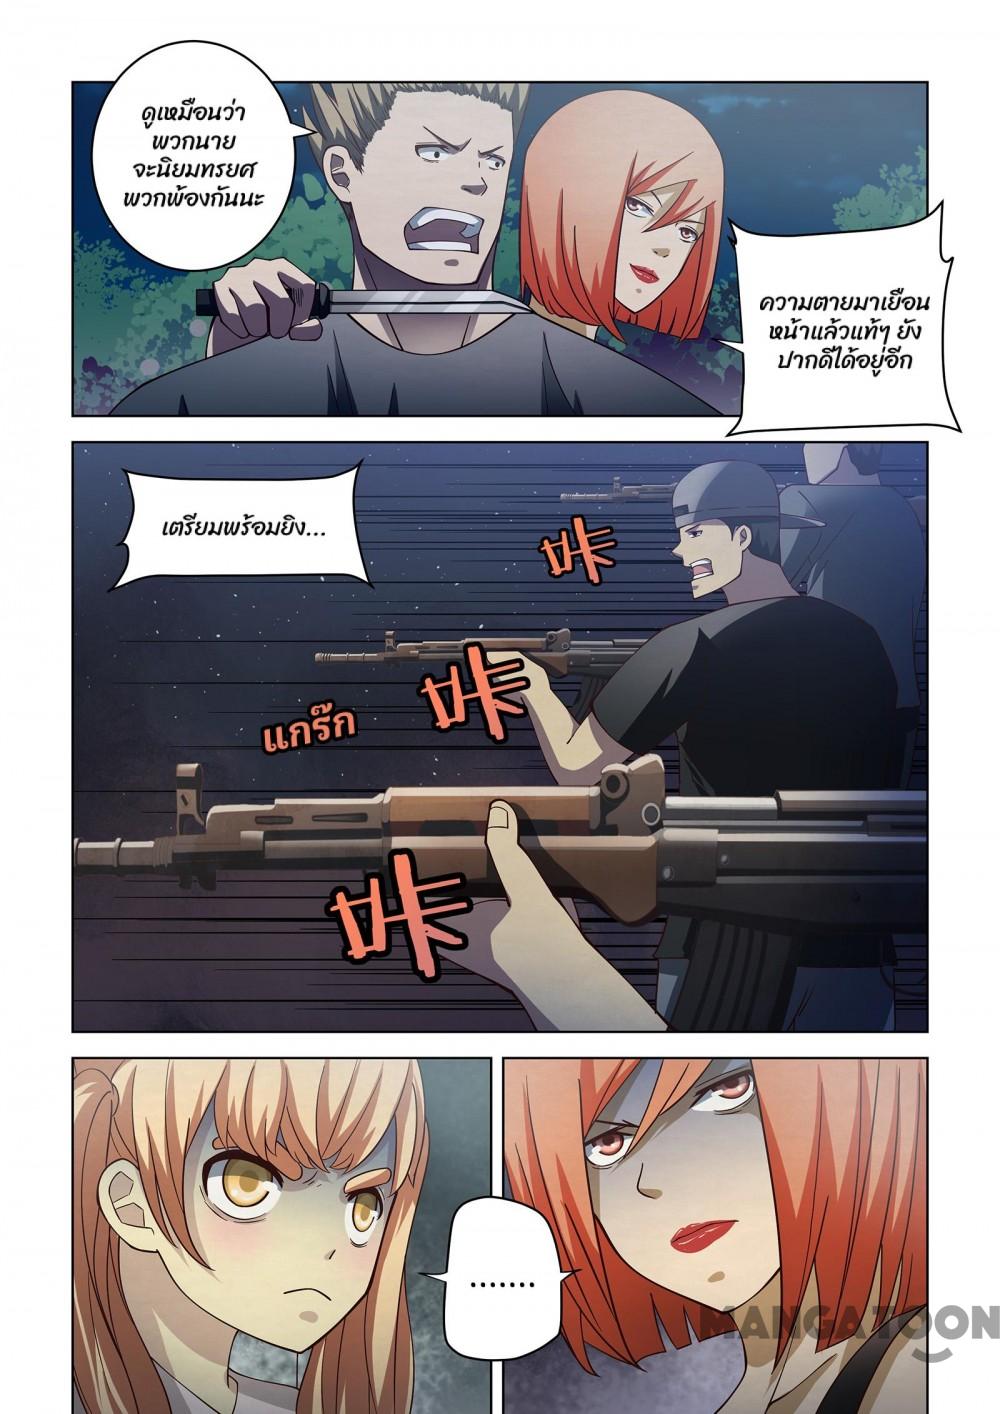 ดูเหมือนว่า
พวกนาย
จะนิยมทรยศ
พวกพ้องกันนะ
ความตายมาเยือน
หน้าแล้วแท้ๆ ยัง
ปากดีได้อยู่อีก
เตรียมพร้อมยิง...
咔
咔
แกร๊ก
咔
.......
MANGATOON